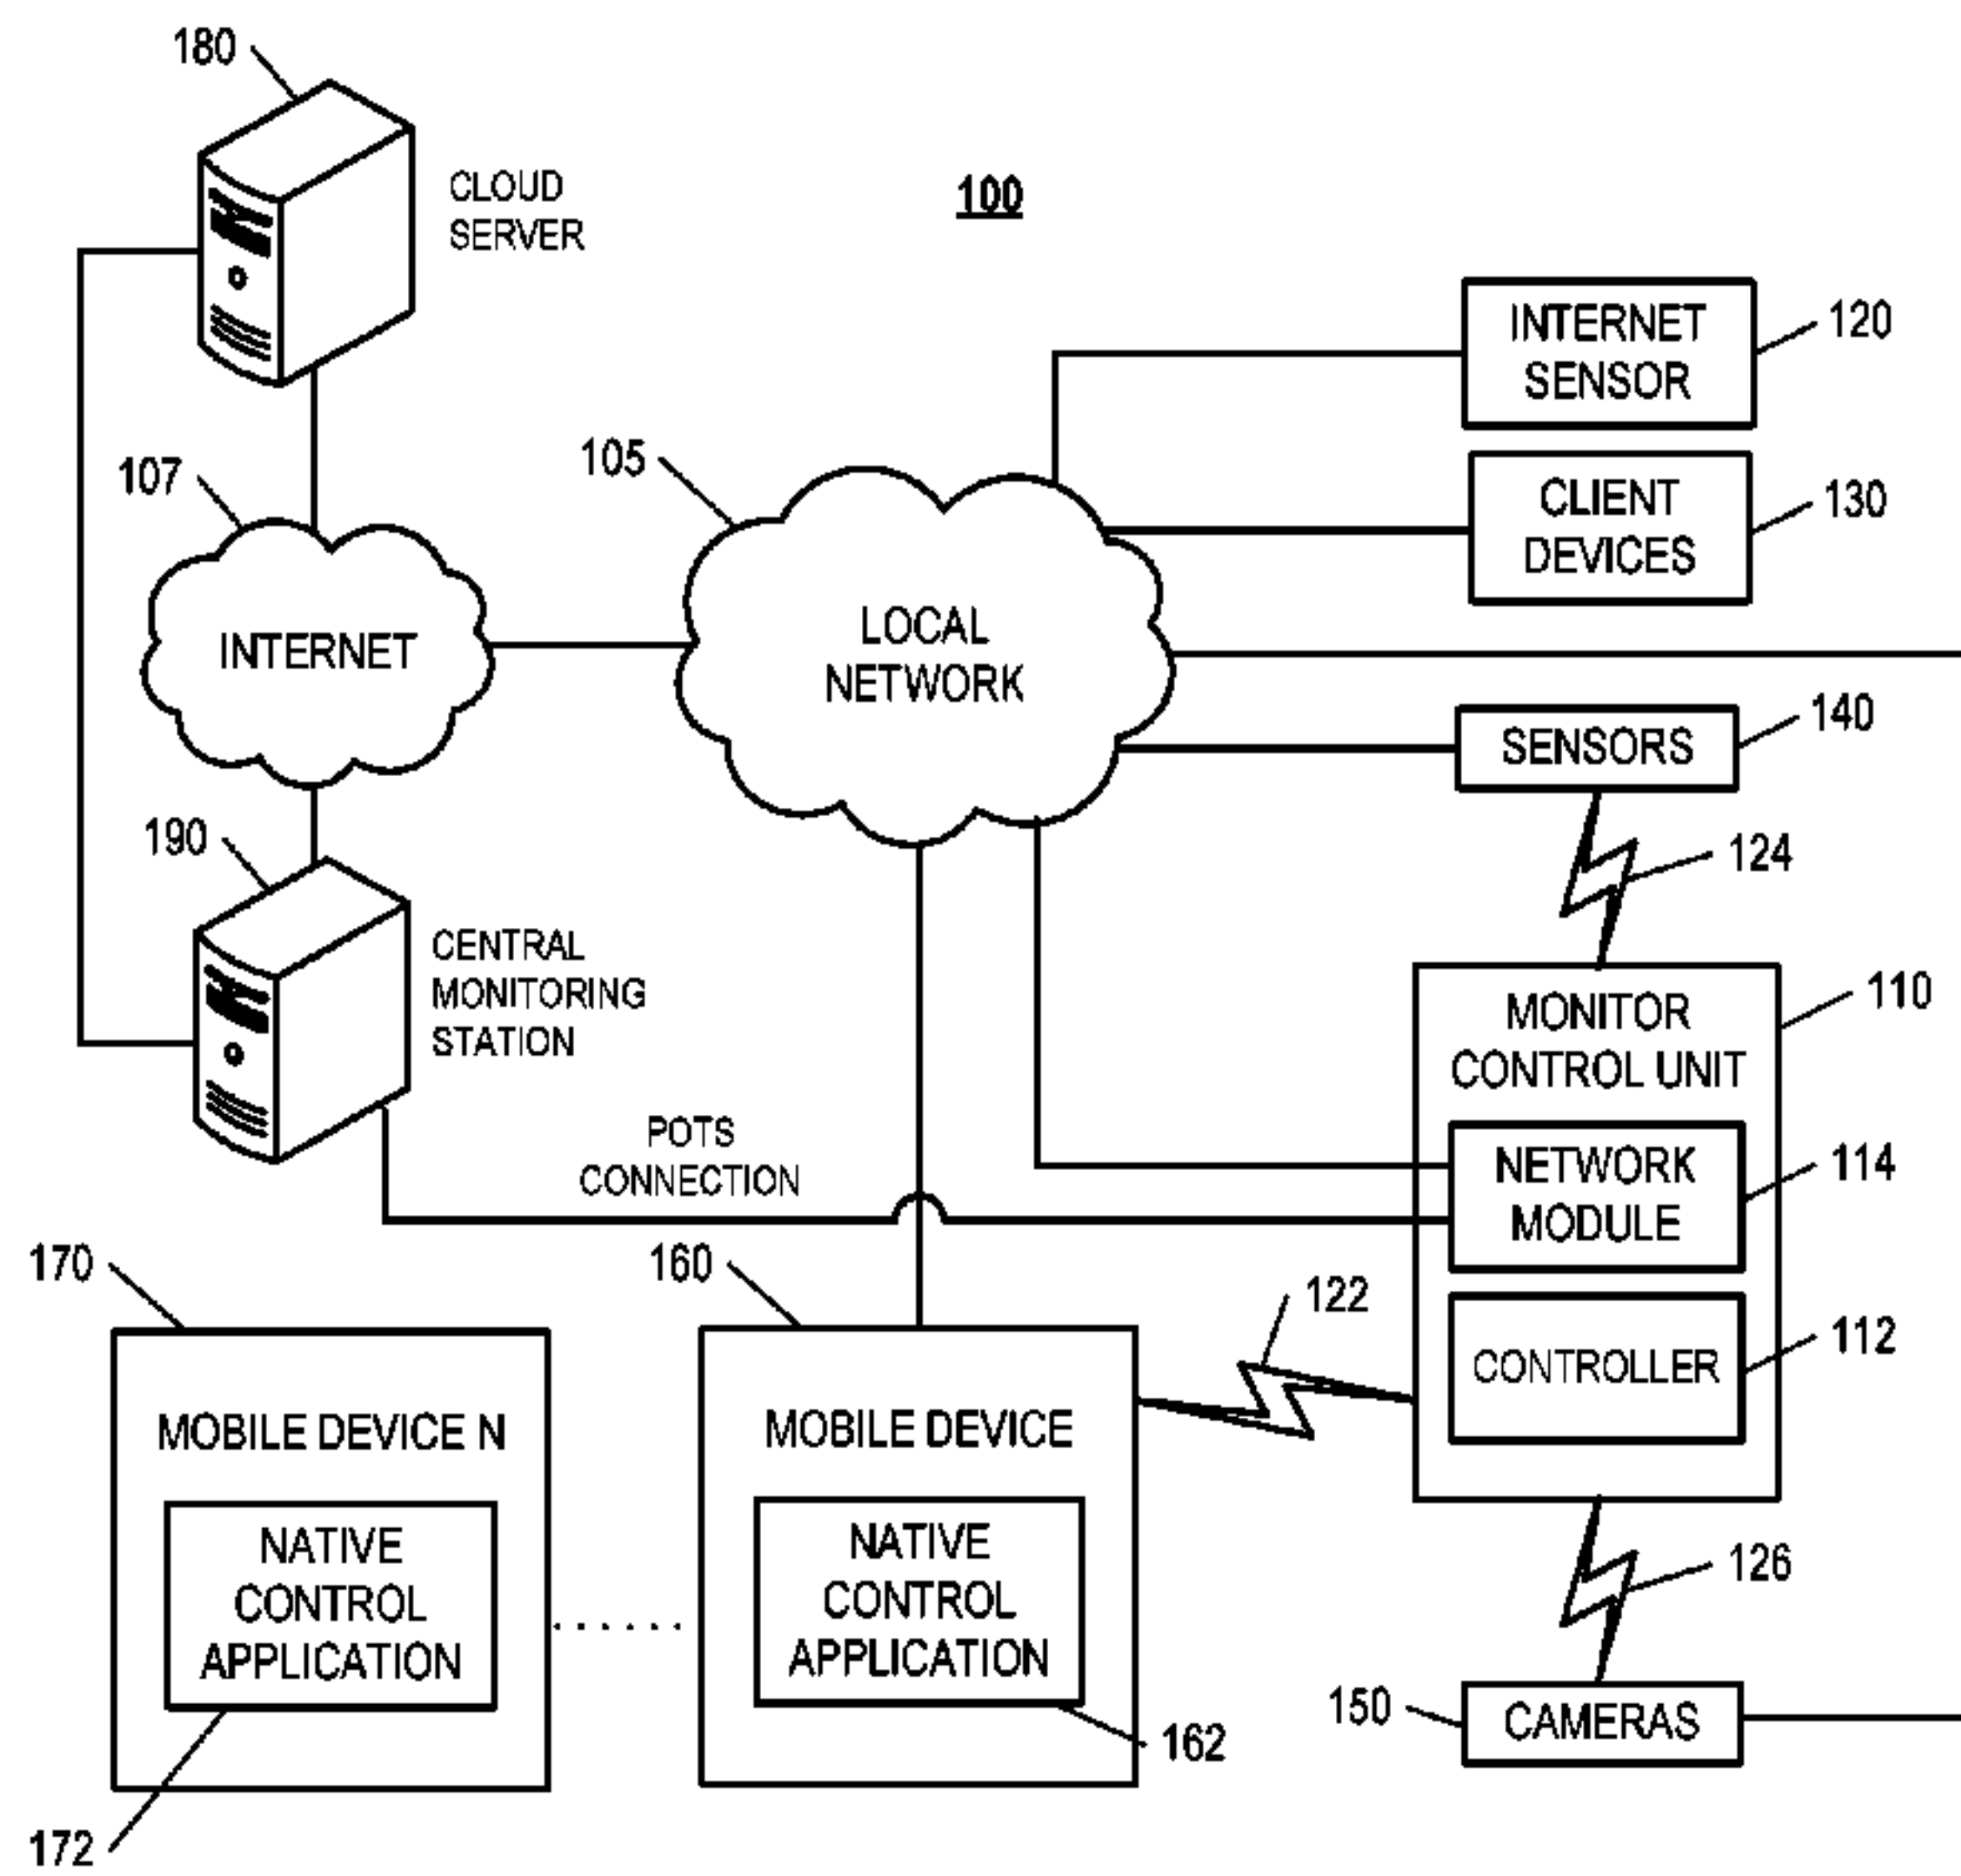 180
CLOUD
SERVER
100
INTERNET
SENSOR
120
107
105
CLIENT
DEVICES
130
INTERNET
LOCAL
NETWORK
SENSORS
140
190
124
CENTRAL
MONITORING
STATION
MONITOR
CONTROL UNIT
110
POTS
CONNECTION
NETWORK
MODULE
114
170
160
122
CONTROLLER
112
MOBILE DEVICE N
MOBILE DEVICE
NATIVE
CONTROL
APPLICATION
NATIVE
CONTROL
APPLICATION
126
172
162
150
CAMERAS